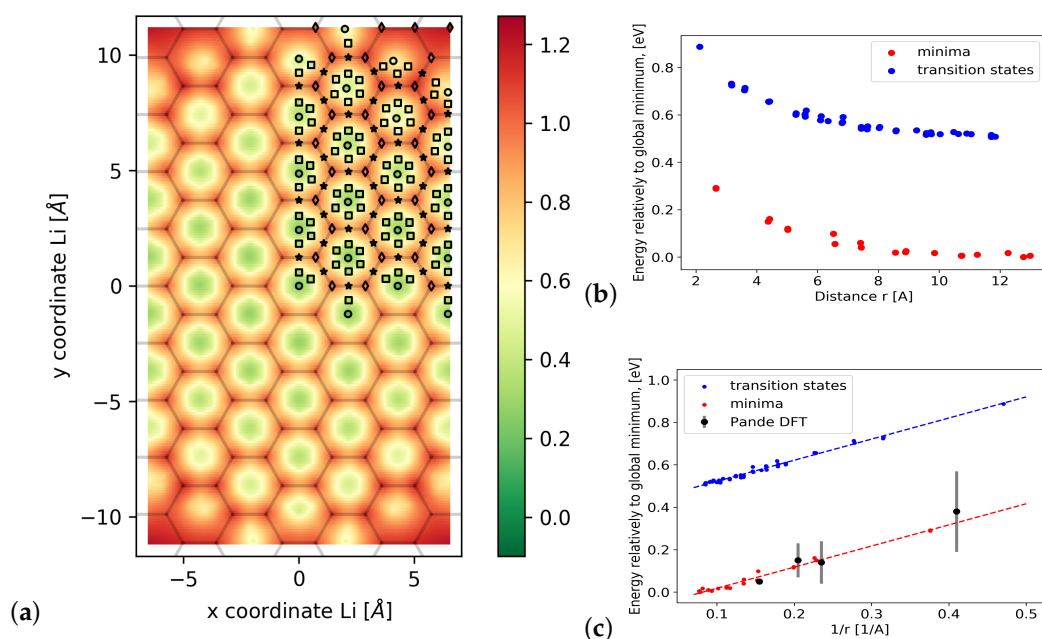 10
5
0
−5
−10
y coordinate Li [Å]
−5
0
5
x coordinate Li [Å]
1.2
1.0
0.8
0.6
0.4
0.2
0.0
(a)
minima
transition states
0.8
0.6
0.4
0.2
0.0
Energy relatively to global minimum, [eV]
2
4
6
8
10
12
Distance r [A]
(b)
transition states
minima
Pande DFT
1.0
0.8
0.6
0.4
0.2
0.0
Energy relatively to global minimum, [eV]
0.1
0.2
0.3
0.4
0.5
1/r [1/A]
(c)